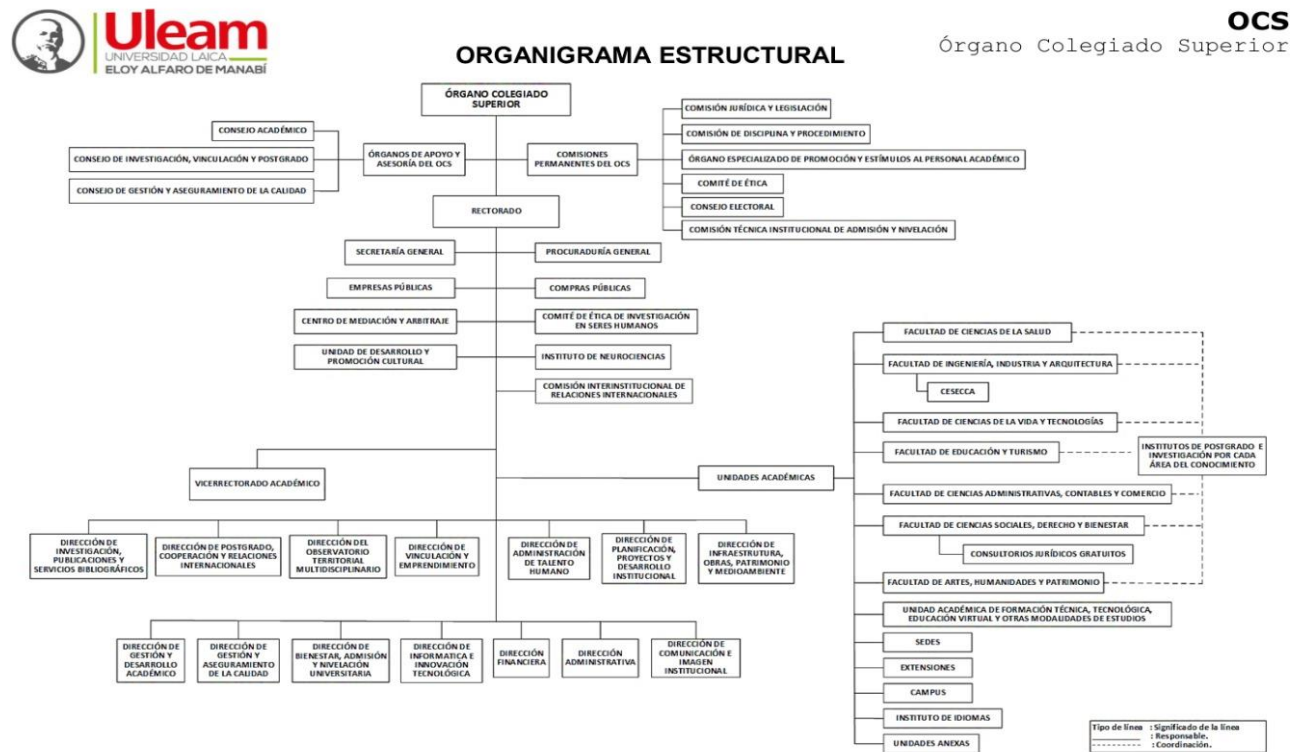 Uleam
UNIVERSIDAD LAICA
ELOY ALFARO DE MANABÍ
ORGANIGRAMA ESTRUCTURAL
OCS
Órgano Colegiado Superior
ÓRGANO COLEGIADO
SUPERIOR
CONSEJO ACADÉMICO
CONSEJO DE INVESTIGACIÓN, VINCULACIÓN Y POSTGRADO
CONSEJO DE GESTIÓN Y ASEGURAMIENTO DE LA CALIDAD
ÓRGANOS DE APOYO Y
ASESORÍA DEL OCS
COMISIONES
PERMANENTES DEL OCS
COMISIÓN JURÍDICA Y LEGISLACIÓN
COMISIÓN DE DISCIPUNA Y PROCEDIMIENTO
ÓRGANO ESPECIALIZADO DE PROMOCIÓN Y ESTÍMULOS AL PERSONAL ACADÉMICO
COMITÉ DE ÉTICA
CONSEJO ELECTORAL
COMISIÓN TÉCNICA INSTITUCIONAL DE ADMISIÓN Y NIVELACIÓN
RECTORADO
SECRETARÍA GENERAL
PROCURADURÍA GENERAL
EMPRESAS PÚBLICAS
COMPRAS PÚBLICAS
CENTRO DE MEDIACIÓN Y ARBITRAJE
COMITÉ DE ÉTICA DE INVESTIGACIÓN
EN SERES HUMANOS
UNIDAD DE DESARROLLO Y
PROMOCIÓN CULTURAL
INSTITUTO DE NEUROCIENCIAS
COMISIÓN INTERINSTITUCIONAL DE
RELACIONES INTERNACIONALES
VICERRECTORADO ACADÉMICO
UNIDADES ACADÉMICAS
FACULTAD DE CIENCIAS DE LA SALUD
FACULTAD DE INGENIERÍA, INDUSTRIA Y ARQUITECTURA
CESECCA
FACULTAD DE CIENCIAS DE LA VIDA Y TECNOLOGÍAS
FACULTAD DE EDUCACIÓN Y TURISMO
INSTITUTOS DE POSTGRADO E
INVESTIGACIÓN POR CADA
ÁREA DEL CONOCIMIENTO
FACULTAD DE CIENCIAS ADMINISTRATIVAS, CONTABLES Y COMERCIO
FACULTAD DE CIENCIAS SOCIALES, DERECHO Y BIENESTAR
CONSULTORIOS JURÍDICOS GRATUITOS
FACULTAD DE ARTES, HUMANIDADES Y PATRIMONIO
UNIDAD ACADÉMICA DE FORMACIÓN TÉCNICA, TECNOLÓGICA,
EDUCACIÓN VIRTUAL Y OTRAS MODALIDADES DE ESTUDIOS
SEDES
EXTENSIONES
CAMPUS
INSTITUTO DE IDIOMAS
UNIDADES ANEXAS
DIRECCIÓN DE
INVESTIGACIÓN,
PUBLICACIONES Y
SERVICIOS BIBLIOGRÁFICOS
DIRECCIÓN DE POSTGRADO,
COOPERACIÓN Y RELACIONES
INTERNACIONALES
DIRECCIÓN DEL
OBSERVATORIO
TERRITORIAL
MULTIDISCIPLINARIO
DIRECCIÓN DE
VINCULACIÓN Y
EMPRENDIMIENTO
DIRECCIÓN DE
ADMINISTRACIÓN
DE TALENTO
HUMANO
DIRECCIÓN DE
PLANIFICACIÓN,
PROYECTOS Y
DESARROLLO
INSTITUCIONAL
DIRECCIÓN DE
INFRAESTRUCTURA,
OBRAS, PATRIMONIO
Y MEDIOAMBIENTE
DIRECCIÓN DE
GESTIÓN Y
DESARROLLO
ACADÉMICO
DIRECCIÓN DE
GESTIÓN Y
ASEGURAMIENTO
DE LA CALIDAD
DIRECCIÓN DE
BIENESTAR, ADMISIÓN
Y NIVELACIÓN
UNIVERSITARIA
DIRECCIÓN DE
INFORMATICA E
INNOVACIÓN
TECNOLÓGICA
DIRECCIÓN
FINANCIERA
DIRECCIÓN
ADMINISTRATIVA
DIRECCIÓN DE
COMUNICACIÓN E
IMAGEN
INSTITUCIONAL
Tipo de línea : Significado de la línea
: Responsable.
: Coordinación.